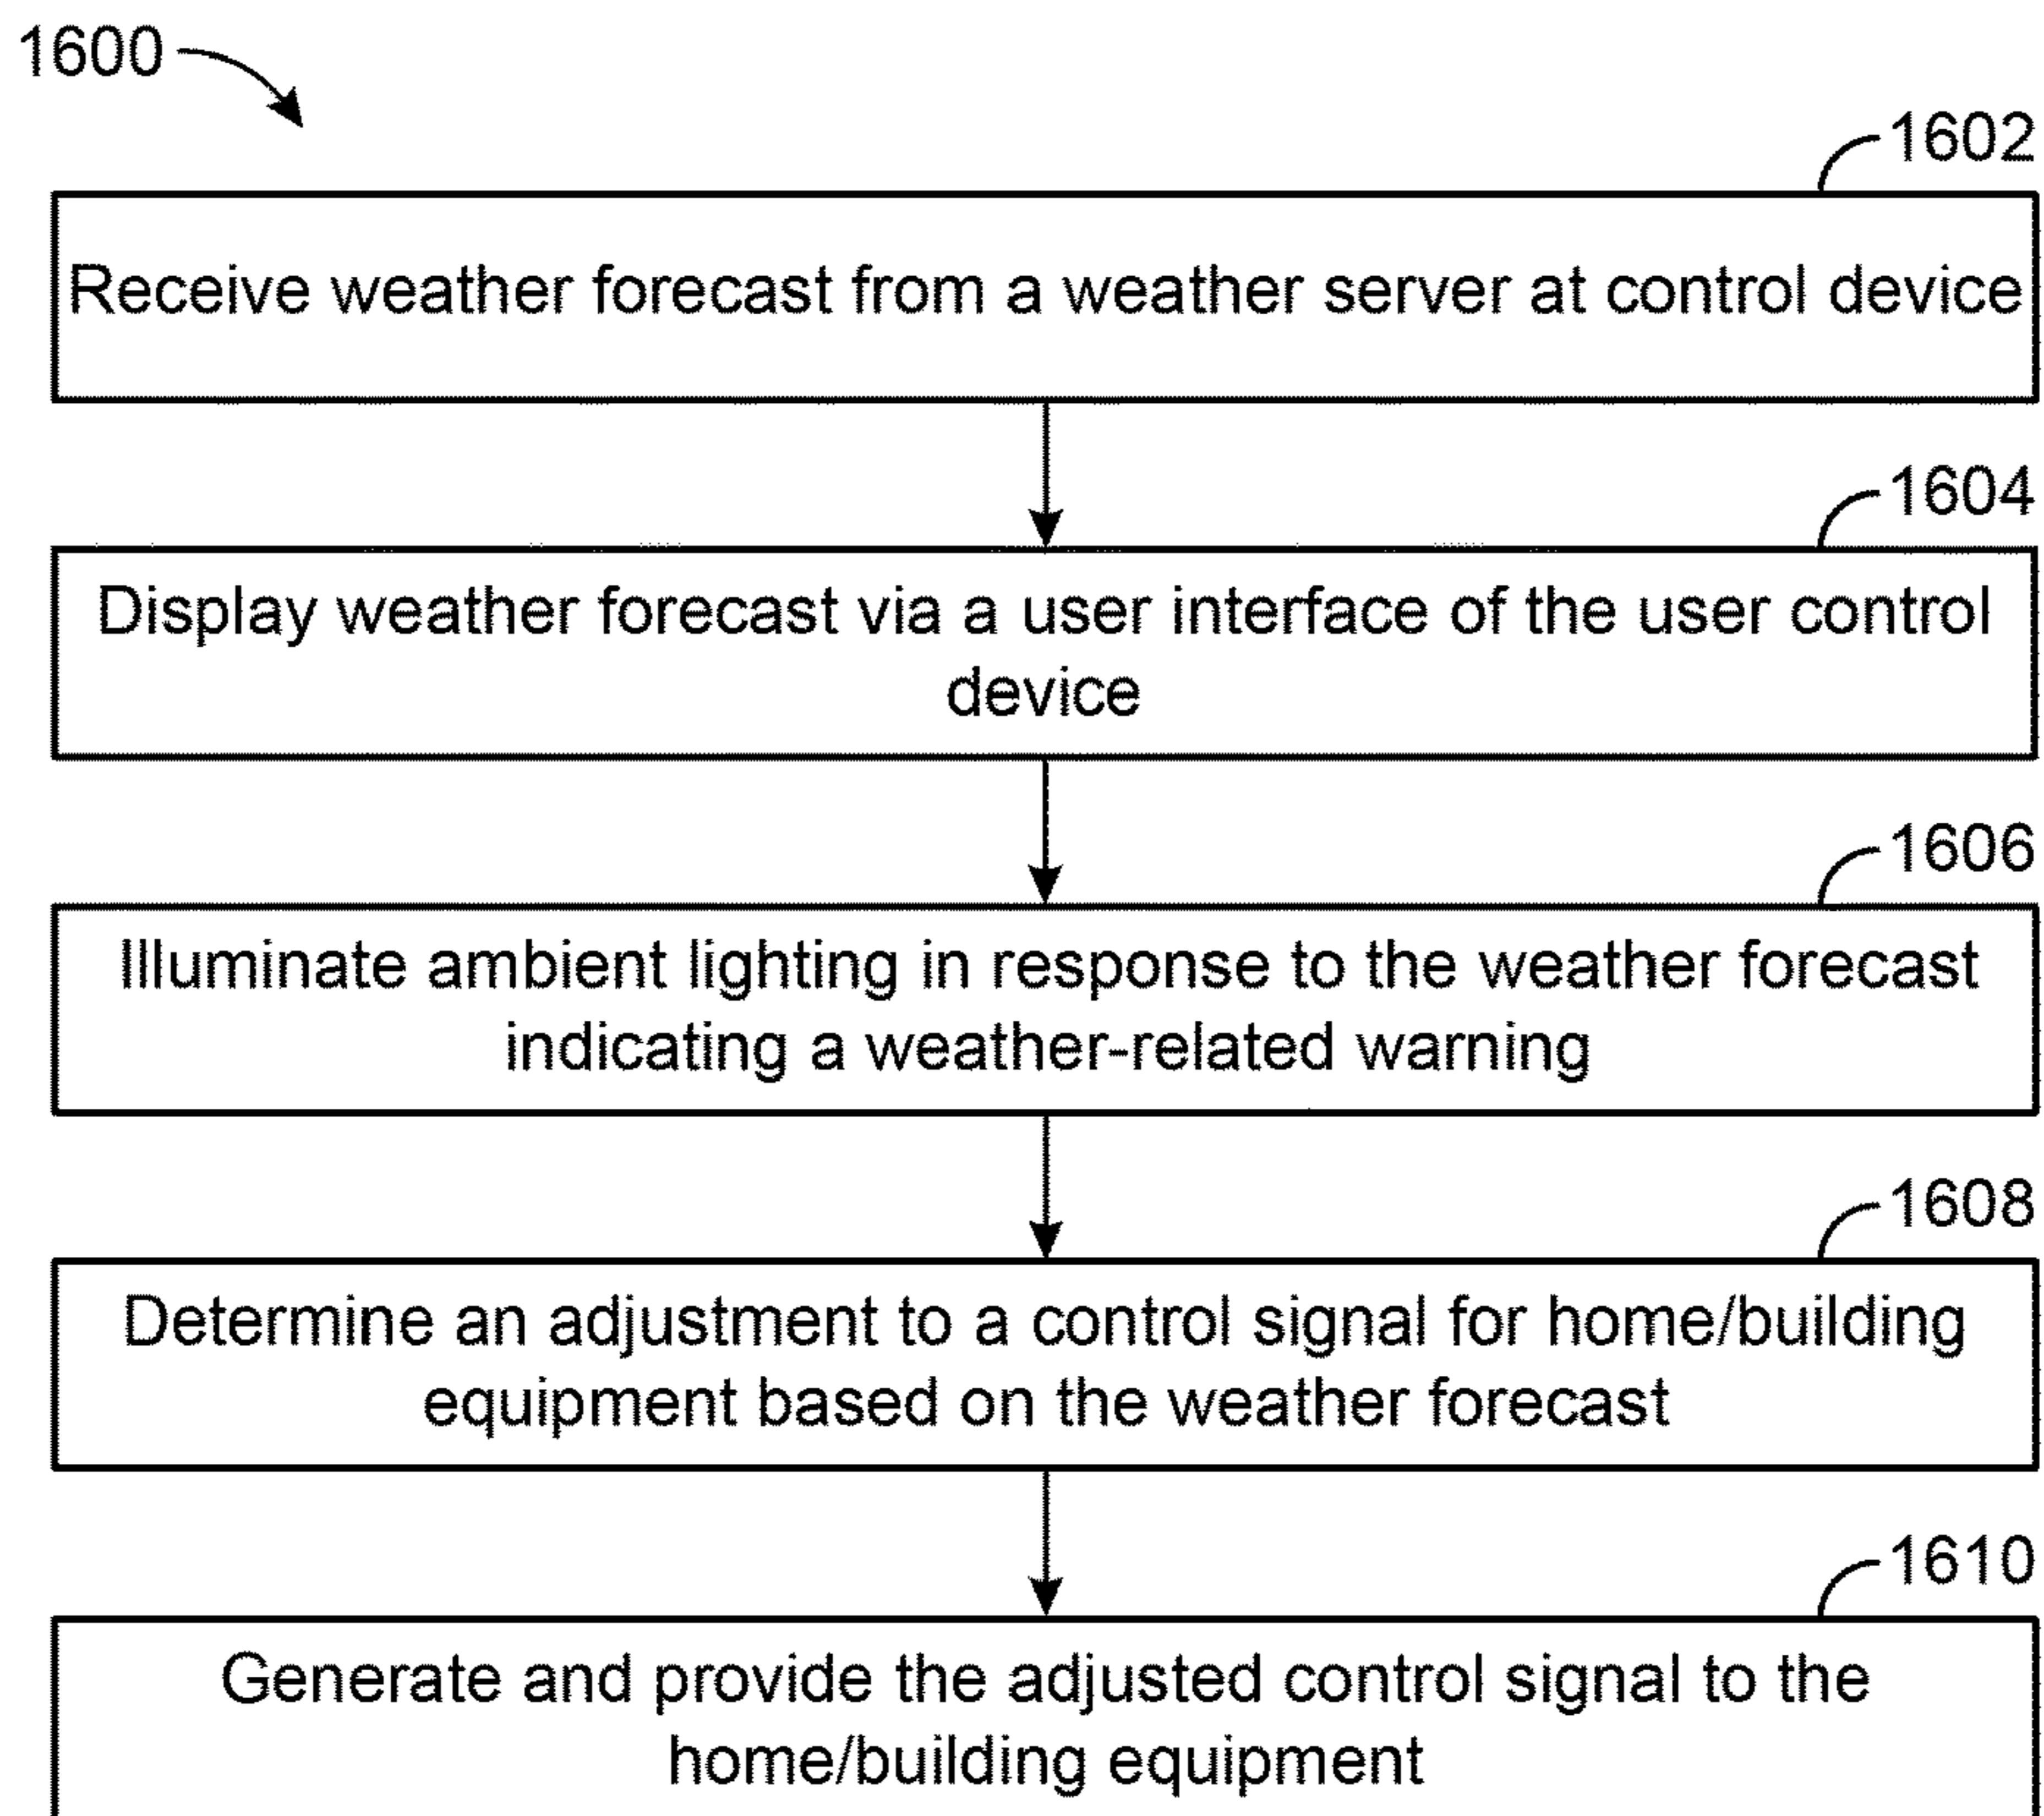 1600
1602
Receive weather forecast from a weather server at control device
1604
Display weather forecast via a user interface of the user control
device
1606
Illuminate ambient lighting in response to the weather forecast
indicating a weather-related warning
1608
Determine an adjustment to a control signal for home/building
equipment based on the weather forecast
1610
Generate and provide the adjusted control signal to the
home/building equipment